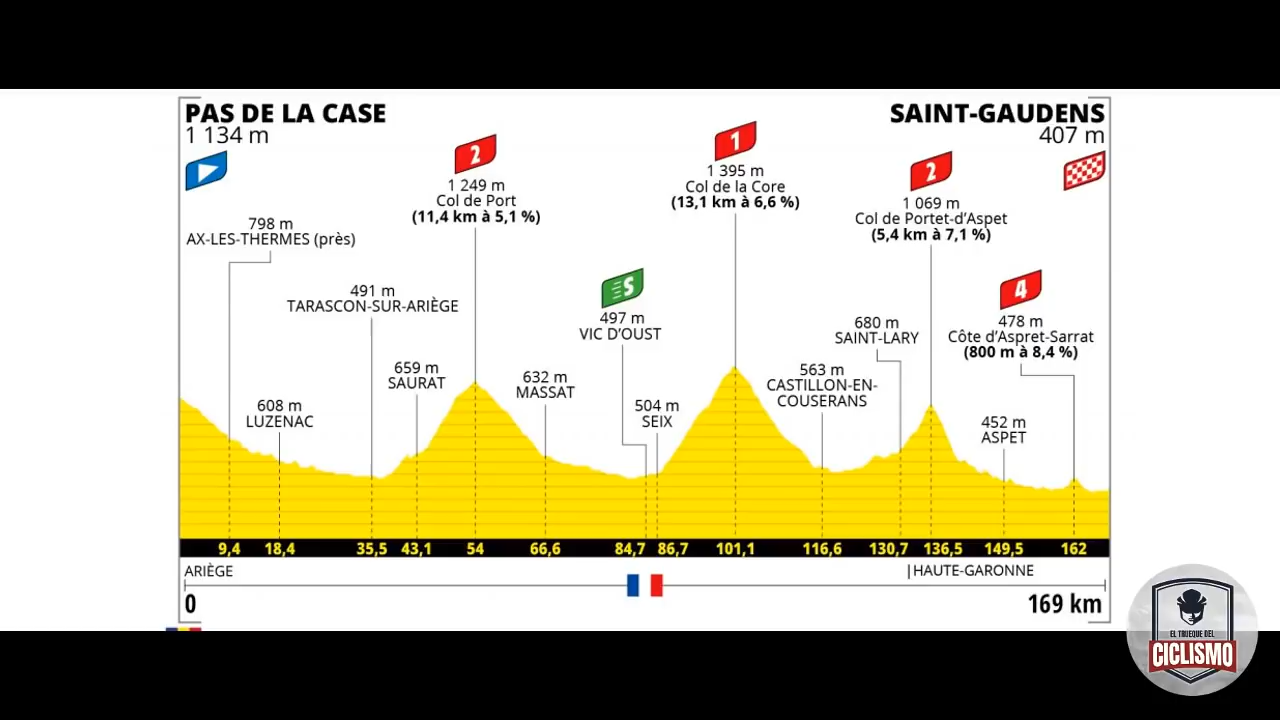 PAS DE LA CASE
1 134 m
SAINT-GAUDENS
407 m
2
1 249 m
Col de Port
(11,4 km à 5,1 %)
1
1 395 m
Col de la Core
(13,1 km à 6,6 %)
2
1 069 m
Col de Portet-d’Aspet
(5,4 km à 7,1 %)
798 m
AX-LES-THERMES (près)
491 m
TARASCON-SUR-ARIÈGE
S
497 m
VIC D’OUST
680 m
SAINT-LARY
4
478 m
Côte d’Aspret-Sarrat
(800 m à 8,4 %)
659 m
SAURAT
632 m
MASSAT
563 m
CASTILLON-EN-
COUSERANS
608 m
LUZENAC
504 m
SEIX
452 m
ASPET
9,4 18,4 35,5 43,1 54 66,6 84,7 86,7 101,1 116,6 130,7 136,5 149,5 162
ARIÈGE
|HAUTE-GARONNE
0
169 km
EL TRUEQUE DEL
CICLISMO